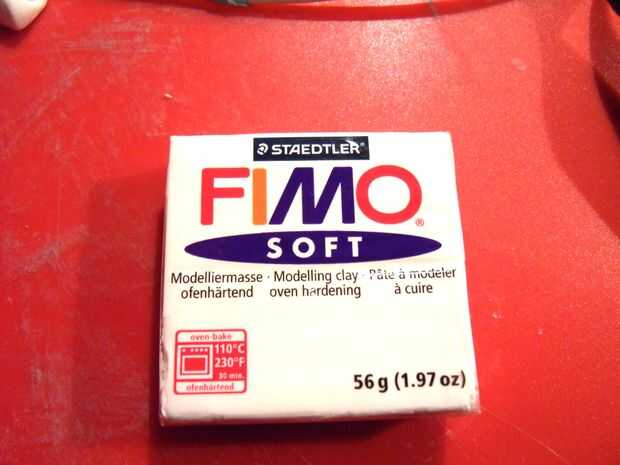 STAEDTLER
FIMO®
SOFT
Modelliermasse · Modelling clay · Pâte à modeler
ofenhärtend oven hardening à cuire
oven-bake
110°C
230°F
30 min.
ofenhärtend
56 g (1.97 oz)